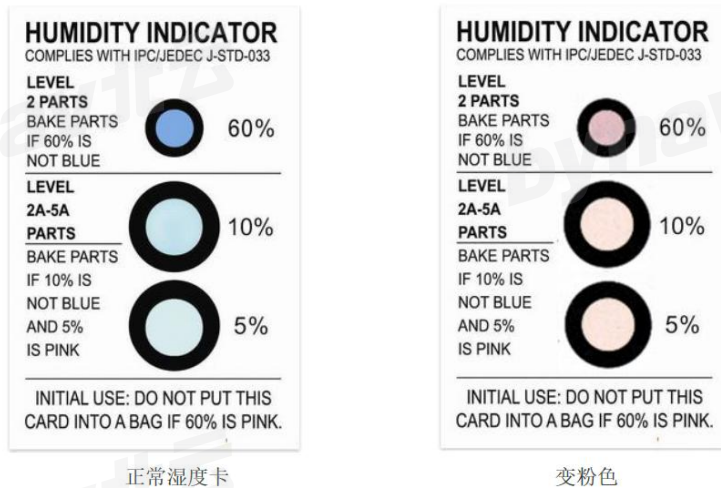 HUMIDITY INDICATOR
COMPLIES WITH IPC/JEDEC J-STD-033
LEVEL
2 PARTS
BAKE PARTS
IF 60% IS
NOT BLUE
60%
LEVEL
2A-5A
PARTS
BAKE PARTS
IF 10% IS
NOT BLUE
AND 5%
IS PINK
10%
5%
INITIAL USE: DO NOT PUT THIS
CARD INTO A BAG IF 60% IS PINK.
正常湿度卡
HUMIDITY INDICATOR
COMPLIES WITH IPC/JEDEC J-STD-033
LEVEL
2 PARTS
BAKE PARTS
IF 60% IS
NOT BLUE
60%
LEVEL
2A-5A
PARTS
BAKE PARTS
IF 10% IS
NOT BLUE
AND 5%
IS PINK
10%
5%
INITIAL USE: DO NOT PUT THIS
CARD INTO A BAG IF 60% IS PINK.
变粉色